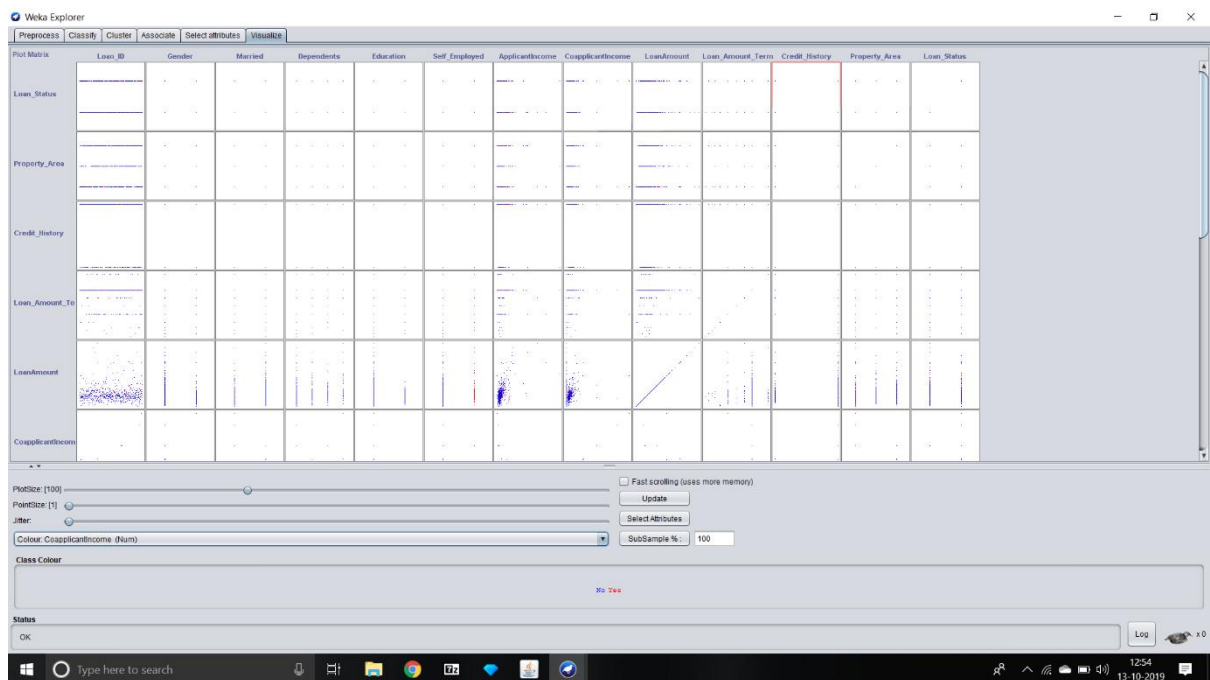 Weka Explorer
Preprocess Classify Cluster Associate Select attributes Visualize
Plot Matrix Loan_ID Gender Married Dependents Education Self_Employed ApplicantIncome CoapplicantIncome LoanAmount Loan_Amount_Term Credit_History Property_Area Loan_Status
Loan_Status
Property_Area
Credit_History
Loan_Amount_Te
LoanAmount
CoapplicantIncom
PlotSize: [100]
Fast scrolling (uses more memory)
PointSize: [1]
Update
Jitter:
Select Attributes
Colour: CoapplicantIncome (Num)
SubSample % : 100
Class Colour
No Yes
Status
OK
Log
x 0
Type here to search
12:54
13-10-2019